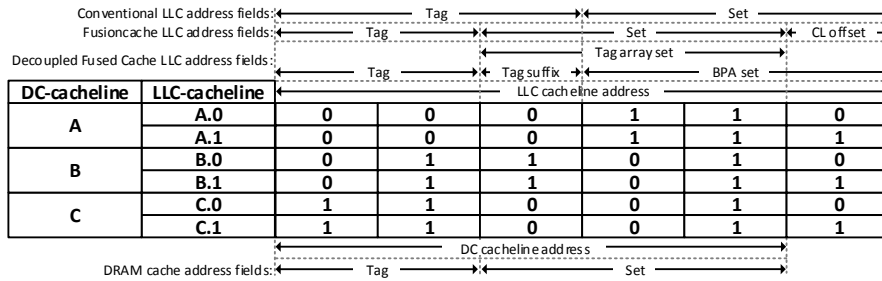 Conventional LLC address fields: Tag Set
Fusioncache LLC address fields: Tag Set CL offset
Tag array set
Decoupled Fused Cache LLC address fields: Tag Tag suffix BPA set
DC-cacheline LLC-cacheline LLC cacheline address
A A.0 0 0 0 1 1 0
A.1 0 0 0 1 1 1
B B.0 0 1 1 0 1 0
B.1 0 1 1 0 1 1
C C.0 1 1 0 0 1 0
C.1 1 1 0 0 1 1
DC cacheline address
DRAM cache address fields: Tag Set